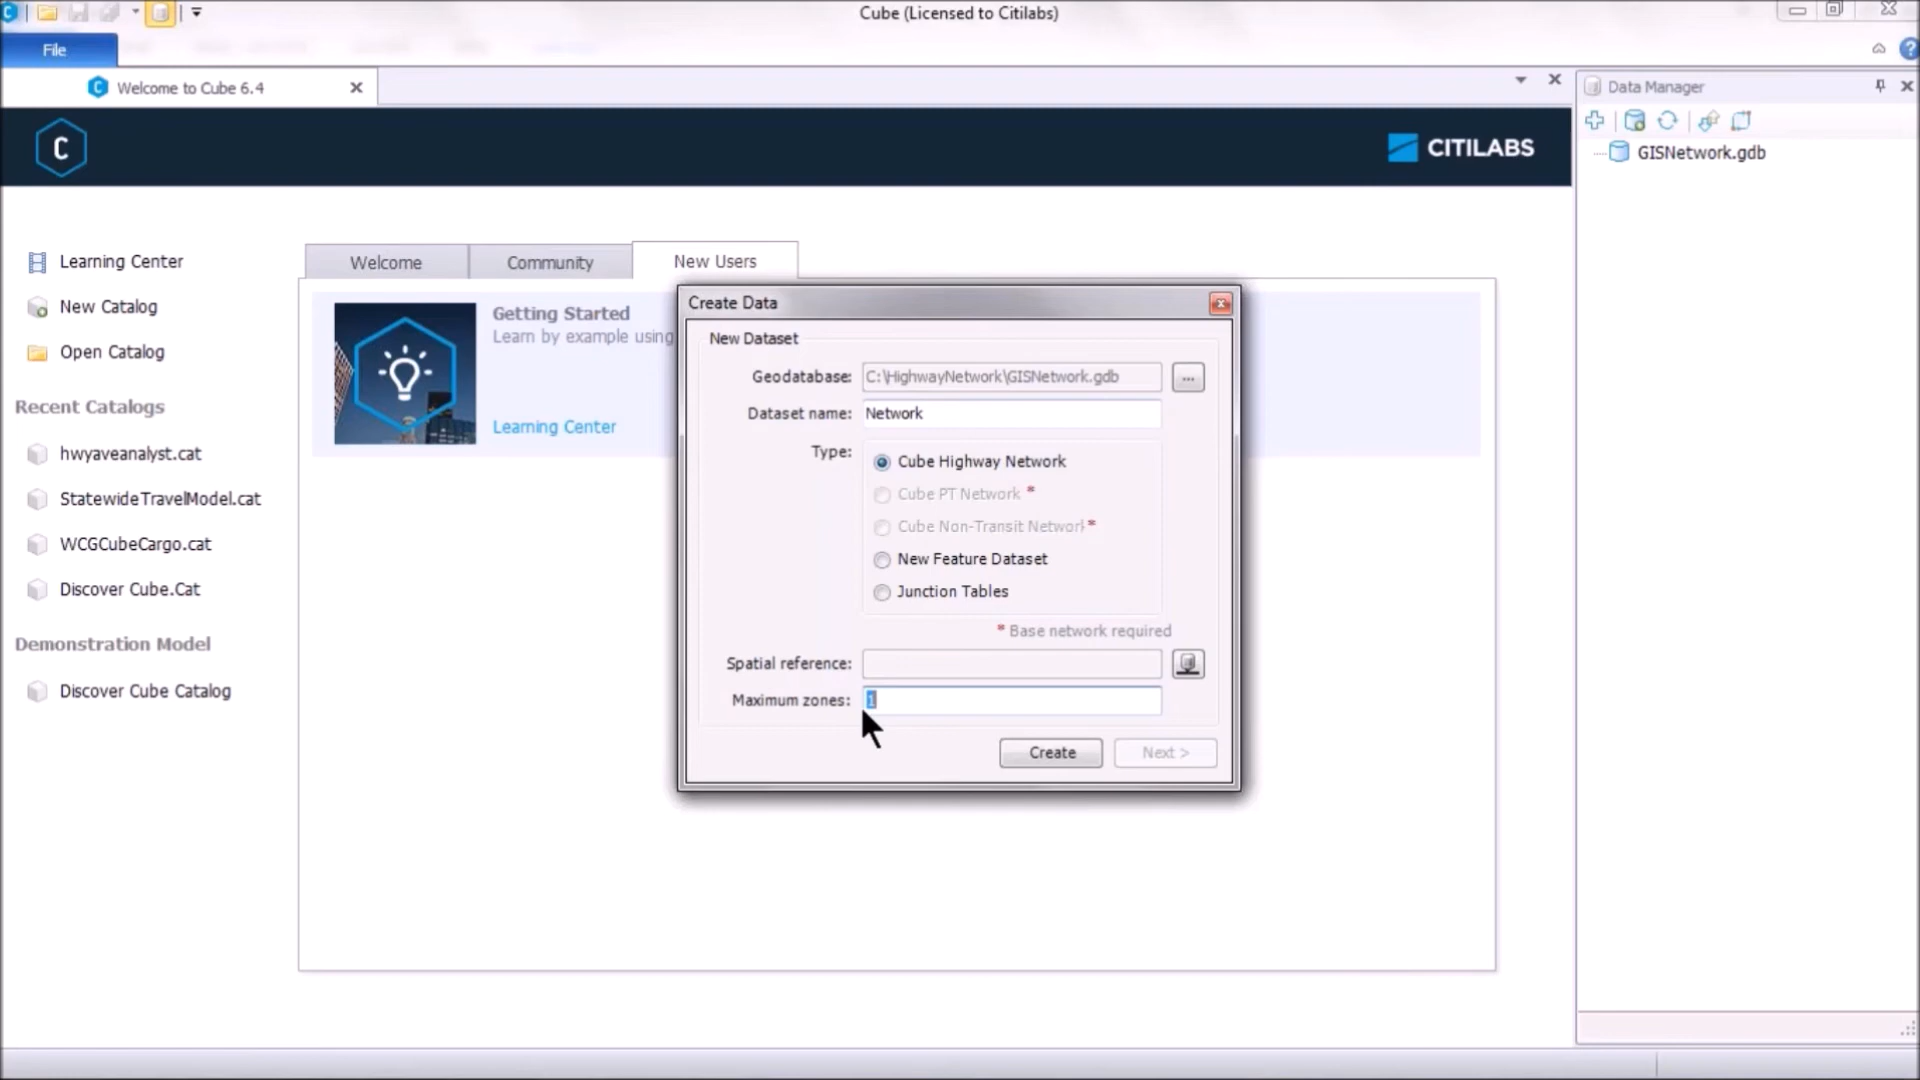 Cube (Licensed to Citilabs)
File
Welcome to Cube 6.4
Data Manager
C
CITILABS
GISNetwork.gdb
Learning Center
New Catalog
Open Catalog
Recent Catalogs
hwyaveanalyst.cat
StatewideTravelModel.cat
WCGCubeCargo.cat
Discover Cube.Cat
Demonstration Model
Discover Cube Catalog
Welcome
Community
New Users
Getting Started
Learn by example using
Learning Center
Create Data
New Dataset
Geodatabase: C:\HighwayNetwork\GISNetwork.gdb ...
Dataset name: Network
Type:
Cube Highway Network
Cube PT Network *
Cube Non-Transit Network *
New Feature Dataset
Junction Tables
* Base network required
Spatial reference:
Maximum zones: 1
Create
Next >